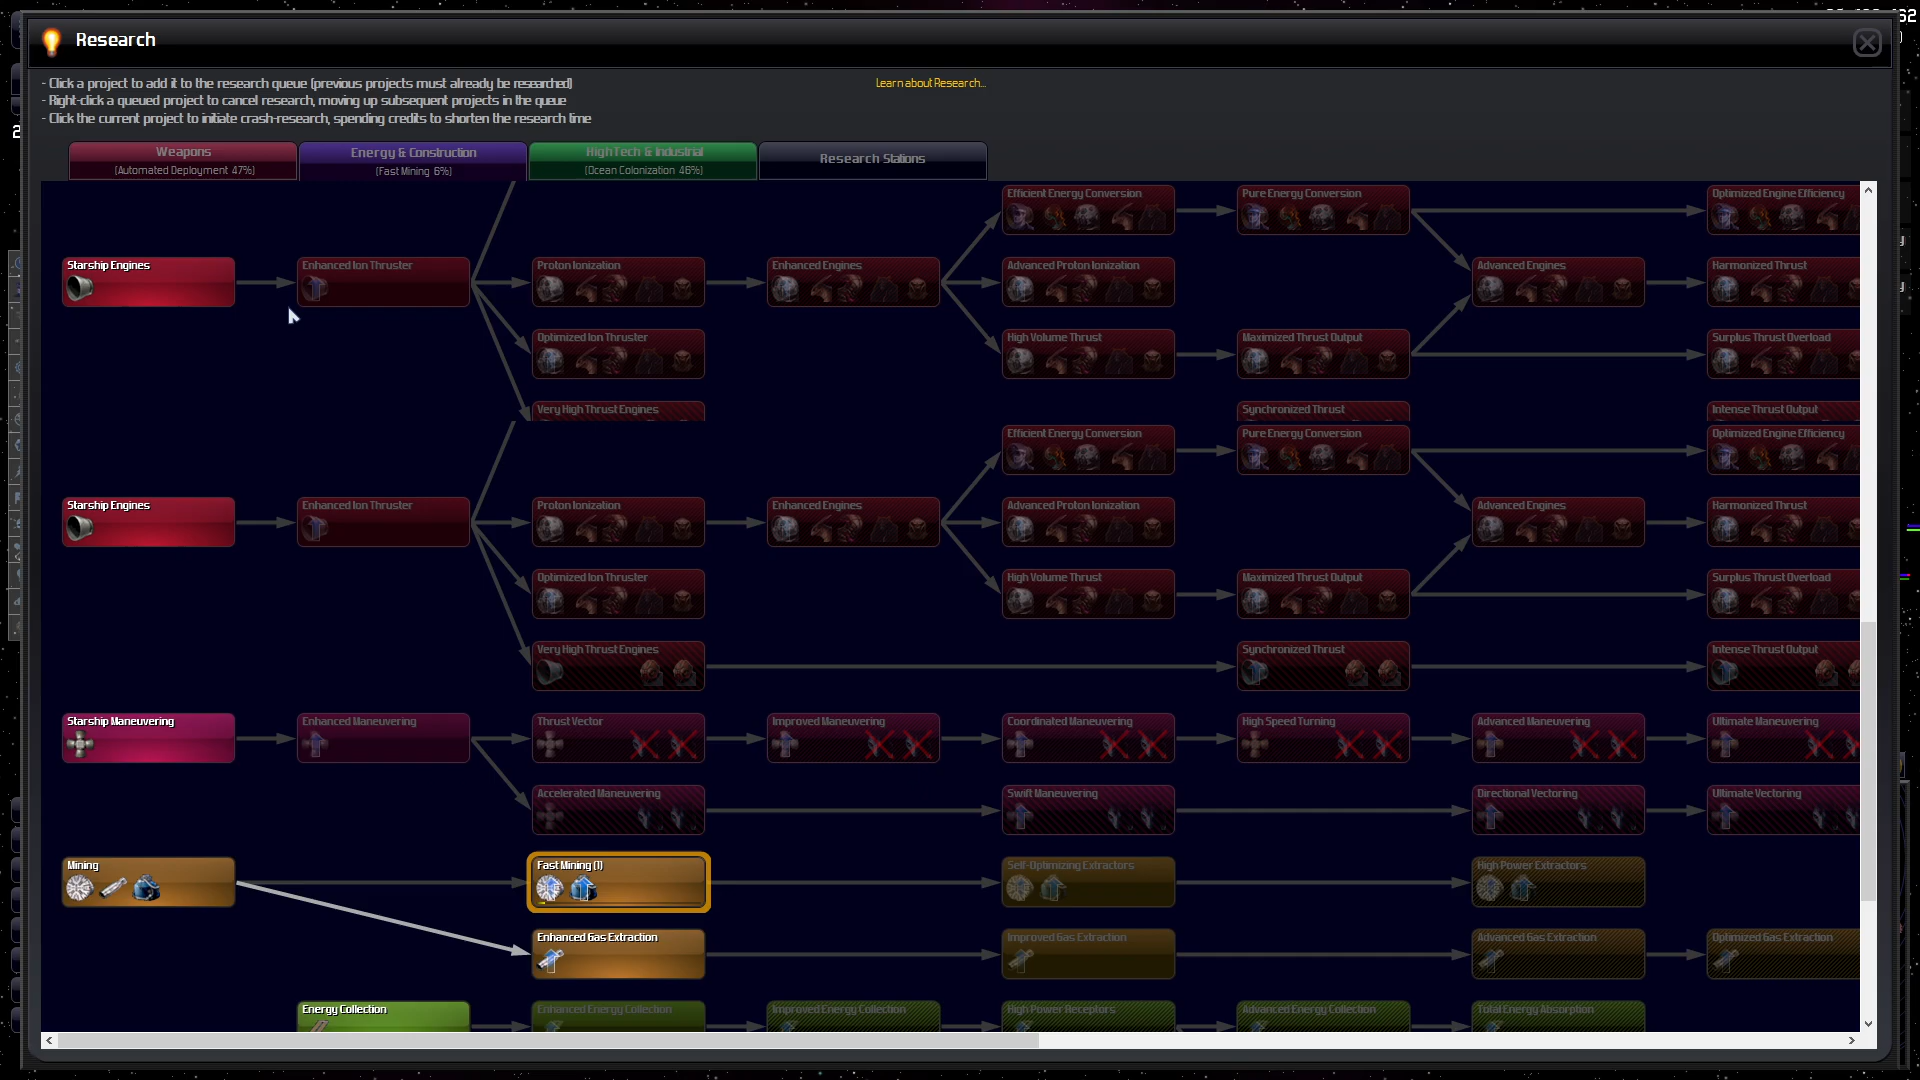 Research
- Click a project to add it to the research queue (previous projects must already be researched)
- Right-click a queued project to cancel research, moving up subsequent projects in the queue
- Click the current project to initiate crash-research, spending credits to shorten the research time
Learn about Research...
Weapons
(Automated Deployment 47%)
Energy & Construction
(Fast Mining 6%)
HighTech & Industrial
(Ocean Colonization 46%)
Research Stations
Efficient Energy Conversion
Pure Energy Conversion
Optimized Engine Efficiency
Starship Engines
Enhanced Ion Thruster
Proton Ionization
Enhanced Engines
Advanced Proton Ionization
Advanced Engines
Harmonized Thrust
Optimized Ion Thruster
High Volume Thrust
Maximized Thrust Output
Surplus Thrust Overload
Very High Thrust Engines
Synchronized Thrust
Intense Thrust Output
Efficient Energy Conversion
Pure Energy Conversion
Optimized Engine Efficiency
Starship Engines
Enhanced Ion Thruster
Proton Ionization
Enhanced Engines
Advanced Proton Ionization
Advanced Engines
Harmonized Thrust
Optimized Ion Thruster
High Volume Thrust
Maximized Thrust Output
Surplus Thrust Overload
Very High Thrust Engines
Synchronized Thrust
Intense Thrust Output
Starship Maneuvering
Enhanced Maneuvering
Thrust Vector
Improved Maneuvering
Coordinated Maneuvering
High Speed Turning
Advanced Maneuvering
Ultimate Maneuvering
Accelerated Maneuvering
Swift Maneuvering
Directional Vectoring
Ultimate Vectoring
Mining
Fast Mining (1)
Self-Optimizing Extractors
High Power Extractors
Enhanced Gas Extraction
Improved Gas Extraction
Advanced Gas Extraction
Optimized Gas Extraction
Energy Collection
Enhanced Energy Collection
Improved Energy Collection
High Power Receptors
Advanced Energy Collection
Total Energy Absorption